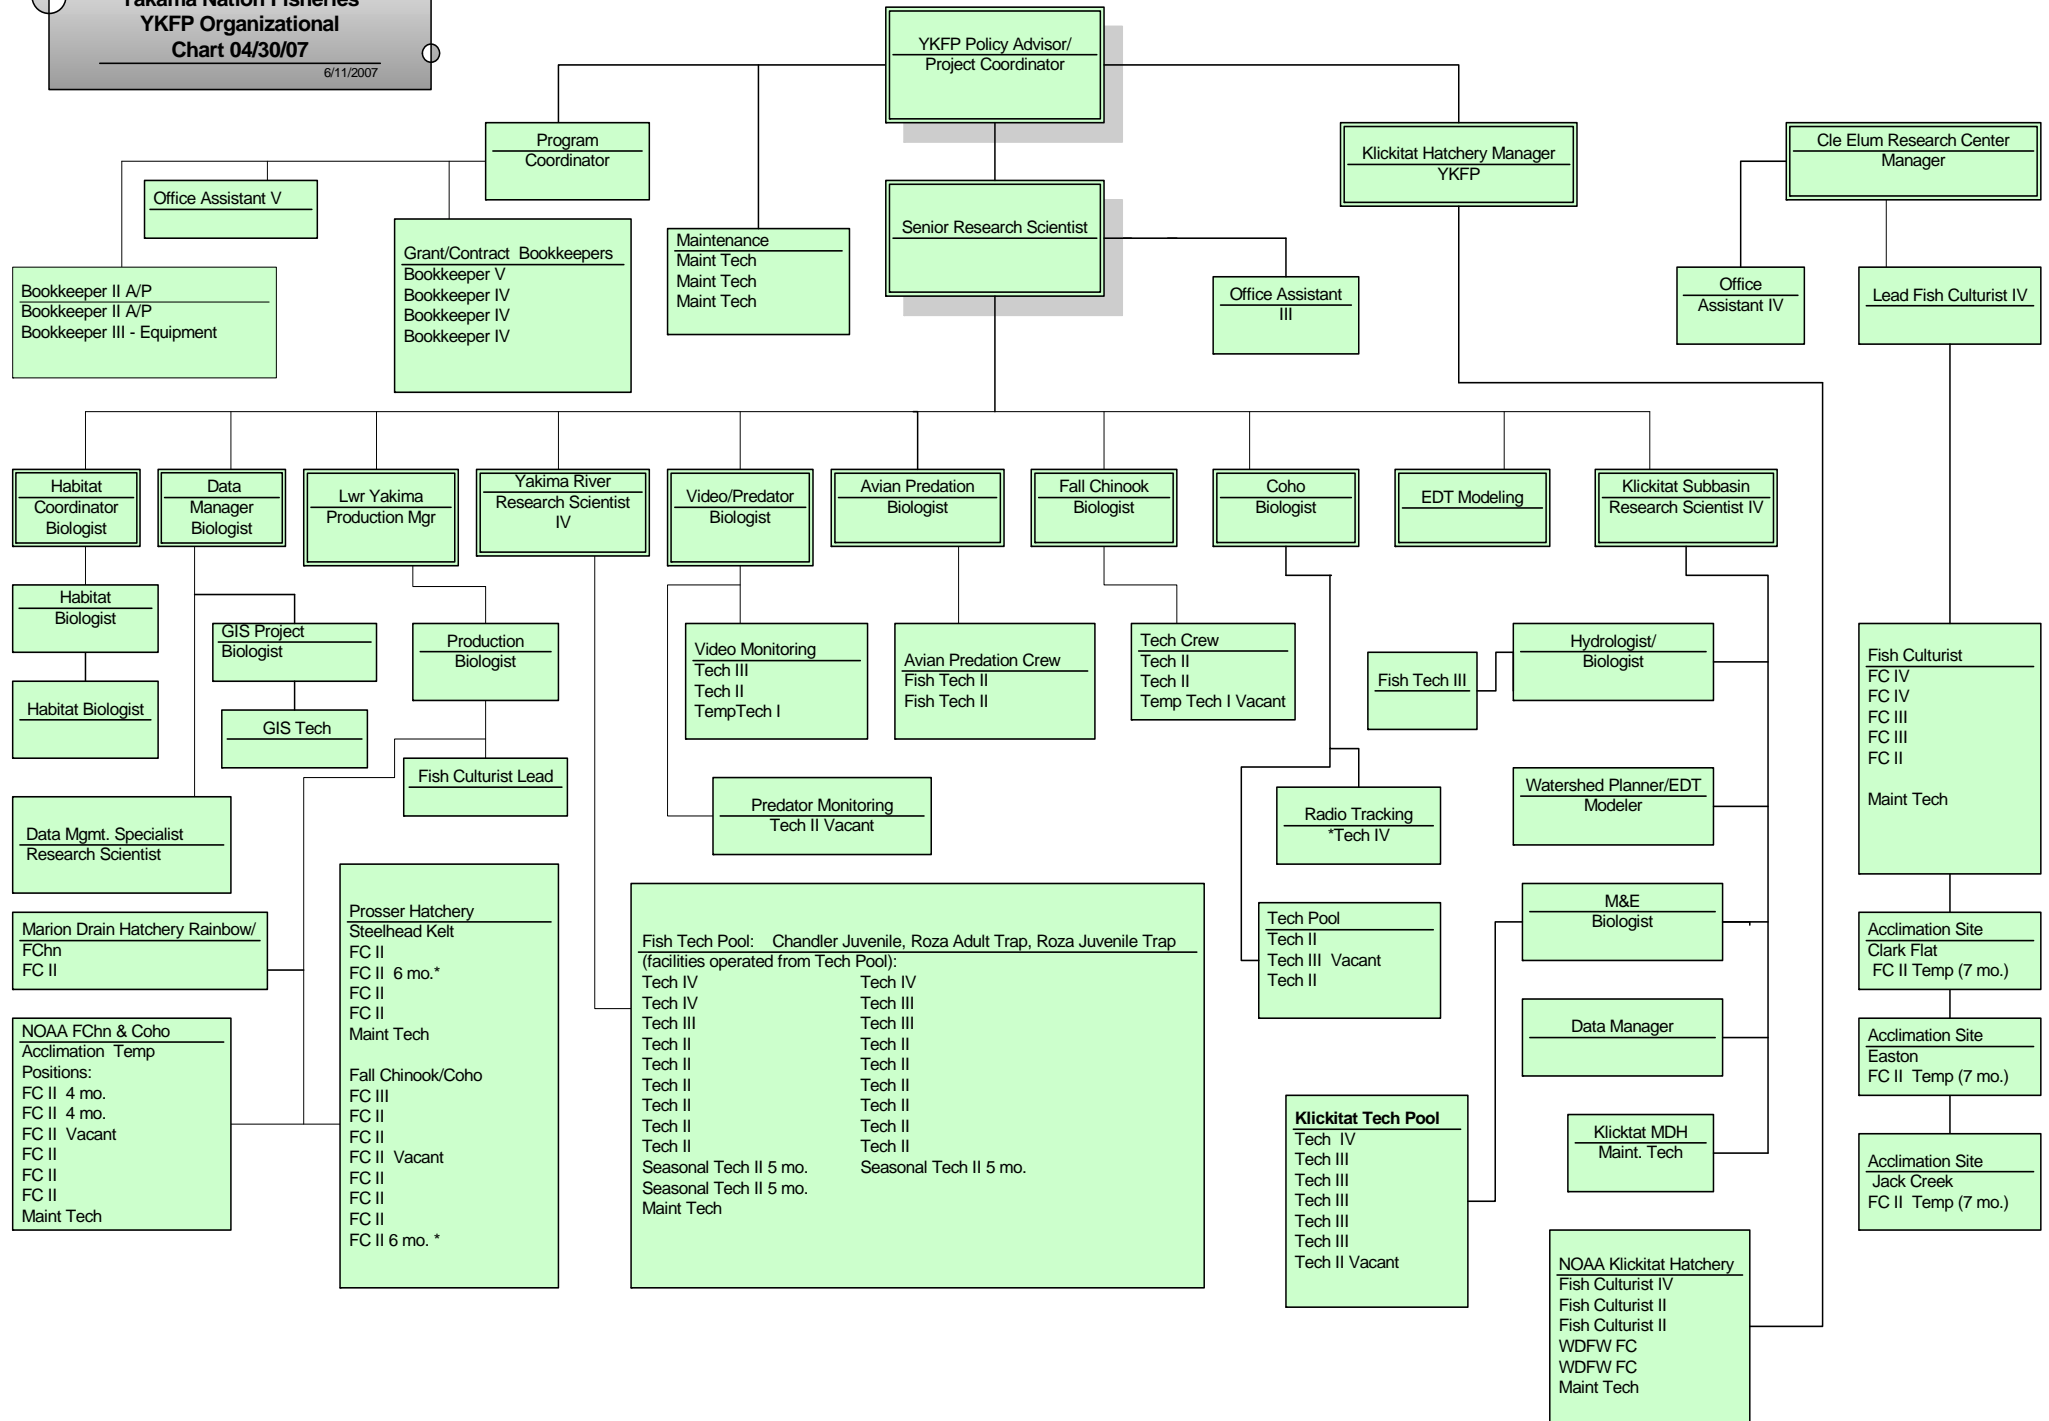 Yakama Nation Fisheries
YKFP Organizational
Chart 04/30/07
6/11/2007
YKFP Policy Advisor/
Project Coordinator
Program
Coordinator
Klickitat Hatchery Manager
YKFP
Cle Elum Research Center
Manager
Office Assistant V
Senior Research Scientist
Grant/Contract Bookkeepers
Bookkeeper V
Bookkeeper IV
Bookkeeper IV
Bookkeeper IV
Maintenance
Maint Tech
Maint Tech
Maint Tech
Bookkeeper II A/P
Bookkeeper II A/P
Bookkeeper III - Equipment
Office Assistant
III
Office
Assistant IV
Lead Fish Culturist IV
Habitat
Coordinator
Biologist
Data
Manager
Biologist
Lwr Yakima
Production Mgr
Yakima River
Research Scientist
IV
Video/Predator
Biologist
Avian Predation
Biologist
Fall Chinook
Biologist
Coho
Biologist
EDT Modeling
Klickitat Subbasin
Research Scientist IV
Habitat
Biologist
GIS Project
Biologist
Production
Biologist
Video Monitoring
Tech III
Tech II
TempTech I
Avian Predation Crew
Fish Tech II
Fish Tech II
Tech Crew
Tech II
Tech II
Temp Tech I Vacant
Fish Tech III
Hydrologist/
Biologist
Fish Culturist
FC IV
FC IV
FC III
FC III
FC II
Maint Tech
Habitat Biologist
GIS Tech
Fish Culturist Lead
Predator Monitoring
Tech II Vacant
Radio Tracking
*Tech IV
Watershed Planner/EDT
Modeler
Data Mgmt. Specialist
Research Scientist
Marion Drain Hatchery Rainbow/
FChn
FC II
Prosser Hatchery
Steelhead Kelt
FC II
FC II 6 mo.*
FC II
FC II
Maint Tech
Fall Chinook/Coho
FC III
FC II
FC II
FC II Vacant
FC II
FC II
FC II
FC II 6 mo. *
Fish Tech Pool: Chandler Juvenile, Roza Adult Trap, Roza Juvenile Trap
(facilities operated from Tech Pool):
Tech IV Tech IV
Tech IV Tech III
Tech III Tech III
Tech II Tech II
Tech II Tech II
Tech II Tech II
Tech II Tech II
Tech II Tech II
Tech II Tech II
Seasonal Tech II 5 mo. Seasonal Tech II 5 mo.
Seasonal Tech II 5 mo.
Maint Tech
Tech Pool
Tech II
Tech III Vacant
Tech II
M&E
Biologist
Acclimation Site
Clark Flat
FC II Temp (7 mo.)
NOAA FChn & Coho
Acclimation Temp
Positions:
FC II 4 mo.
FC II 4 mo.
FC II Vacant
FC II
FC II
FC II
Maint Tech
Data Manager
Acclimation Site
Easton
FC II Temp (7 mo.)
Klickitat Tech Pool
Tech IV
Tech III
Tech III
Tech III
Tech III
Tech III
Tech II Vacant
Klicktat MDH
Maint. Tech
Acclimation Site
Jack Creek
FC II Temp (7 mo.)
NOAA Klickitat Hatchery
Fish Culturist IV
Fish Culturist II
Fish Culturist II
WDFW FC
WDFW FC
Maint Tech